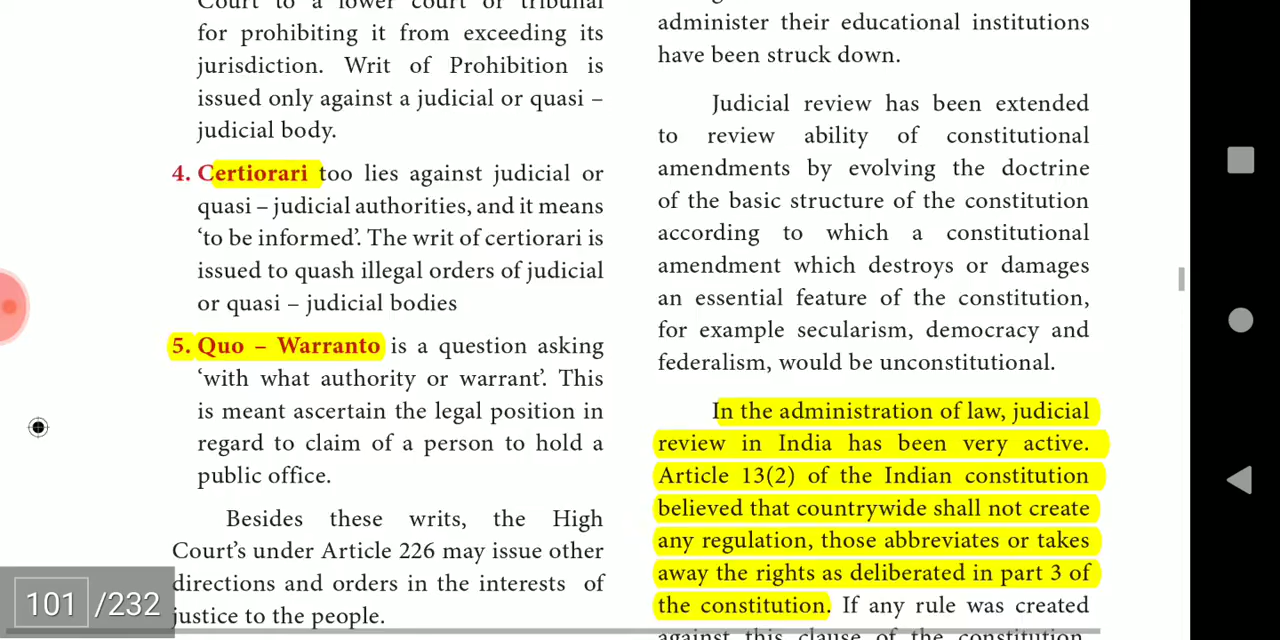 Court to a lower court or tribunal
for prohibiting it from exceeding its
jurisdiction. Writ of Prohibition is
issued only against a judicial or quasi –
judicial body.
4. Certiorari too lies against judicial or
quasi – judicial authorities, and it means
‘to be informed’. The writ of certiorari is
issued to quash illegal orders of judicial
or quasi – judicial bodies
5. Quo – Warranto is a question asking
‘with what authority or warrant’. This
is meant ascertain the legal position in
regard to claim of a person to hold a
public office.
Besides these writs, the High
Court’s under Article 226 may issue other
directions and orders in the interests of
justice to the people.
administer their educational institutions
have been struck down.
Judicial review has been extended
to review ability of constitutional
amendments by evolving the doctrine
of the basic structure of the constitution
according to which a constitutional
amendment which destroys or damages
an essential feature of the constitution,
for example secularism, democracy and
federalism, would be unconstitutional.
In the administration of law, judicial
review in India has been very active.
Article 13(2) of the Indian constitution
believed that countrywide shall not create
any regulation, those abbreviates or takes
away the rights as deliberated in part 3 of
the constitution. If any rule was created
against this clause of the constitution,
101 /232